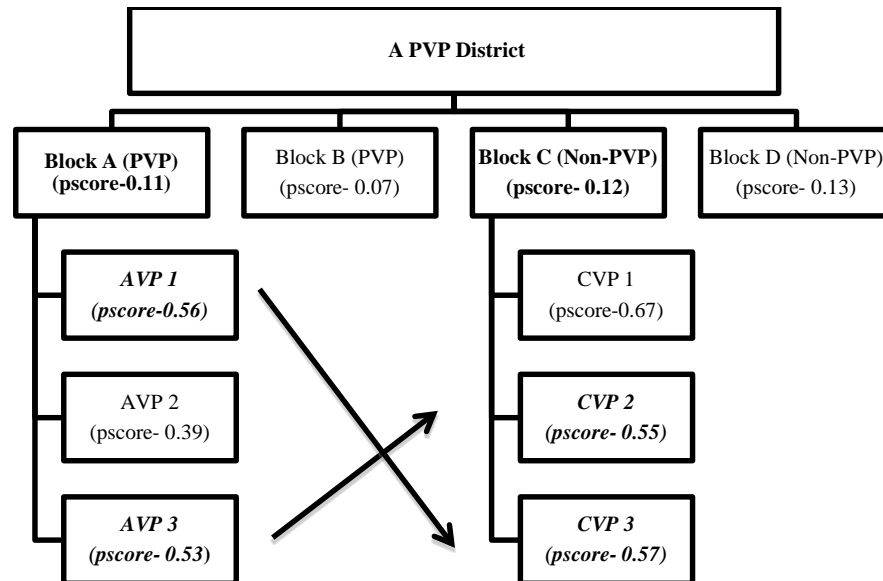 A PVP District
Block A (PVP)
(pscore-0.11)
Block B (PVP)
(pscore- 0.07)
Block C (Non-PVP)
(pscore- 0.12)
Block D (Non-PVP)
(pscore- 0.13)
AVP 1
(pscore-0.56)
CVP 1
(pscore-0.67)
AVP 2
(pscore- 0.39)
CVP 2
(pscore- 0.55)
AVP 3
(pscore- 0.53)
CVP 3
(pscore- 0.57)